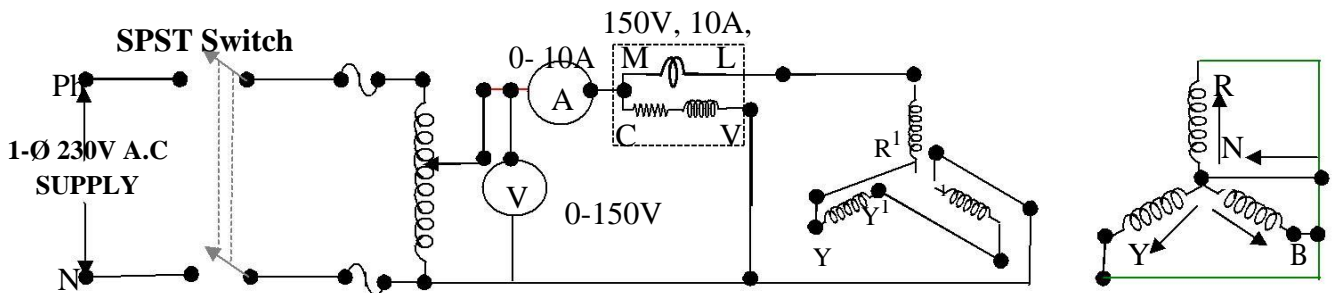 150V, 10A,
SPST Switch
0- 10A
M L
Ph
A
C V
1-Ø 230V A.C
SUPPLY
V
0-150V
N
R¹
Y¹
Y
R
N
Y
B